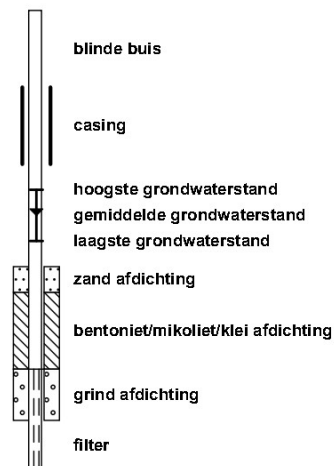 blinde buis
casing
hoogste grondwaterstand
gemiddelde grondwaterstand
laagste grondwaterstand
zand afdichting
bentoniet/mikoliet/klei afdichting
grind afdichting
filter